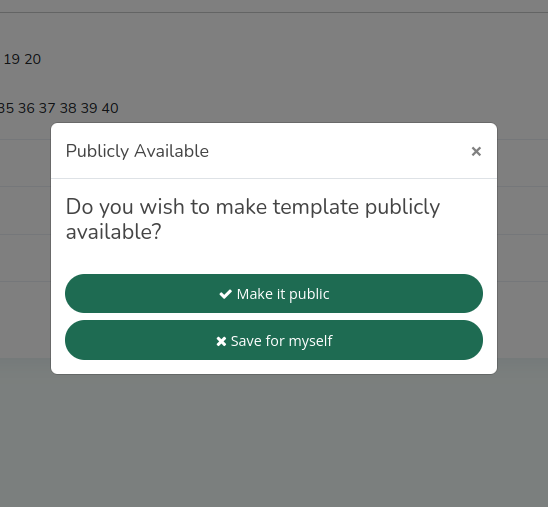 19 20
35 36 37 38 39 40
Publicly Available
×
Do you wish to make template publicly
available?
Make it public
Save for myself